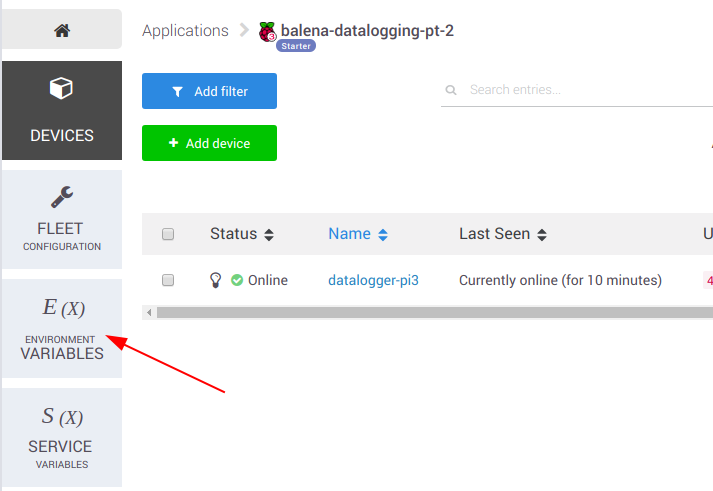 Applications
balena-datalogging-pt-2
3
Starter
DEVICES
Add filter
Search entries...
Add device
FLEET
CONFIGURATION
Status
Name
Last Seen
U
Online
datalogger-pi3
Currently online (for 10 minutes)
4
E (X)
ENVIRONMENT
VARIABLES
S (X)
SERVICE
VARIABLES